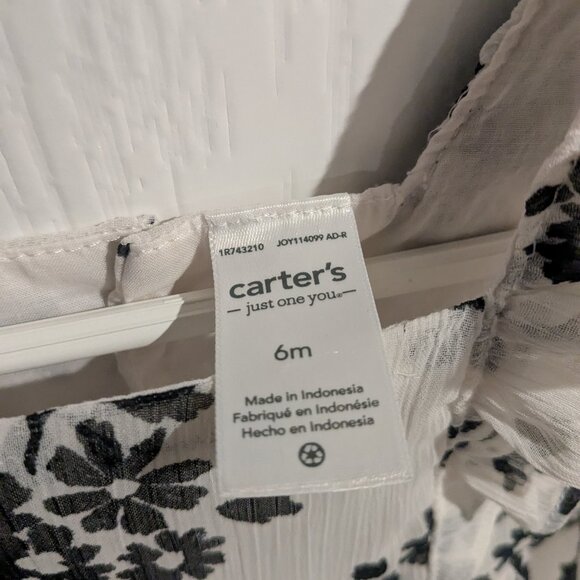 1R743210 JOY114099 AD-R
carter's
just one you®
6m
Made in Indonesia
Fabriqué en Indonésie
Hecho en Indonesia